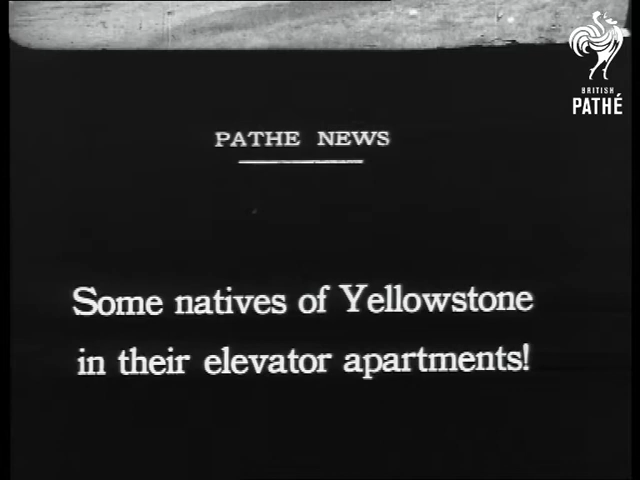 BRITISH
PATHÉ
PATHE NEWS
Some natives of Yellowstone
in their elevator apartments!